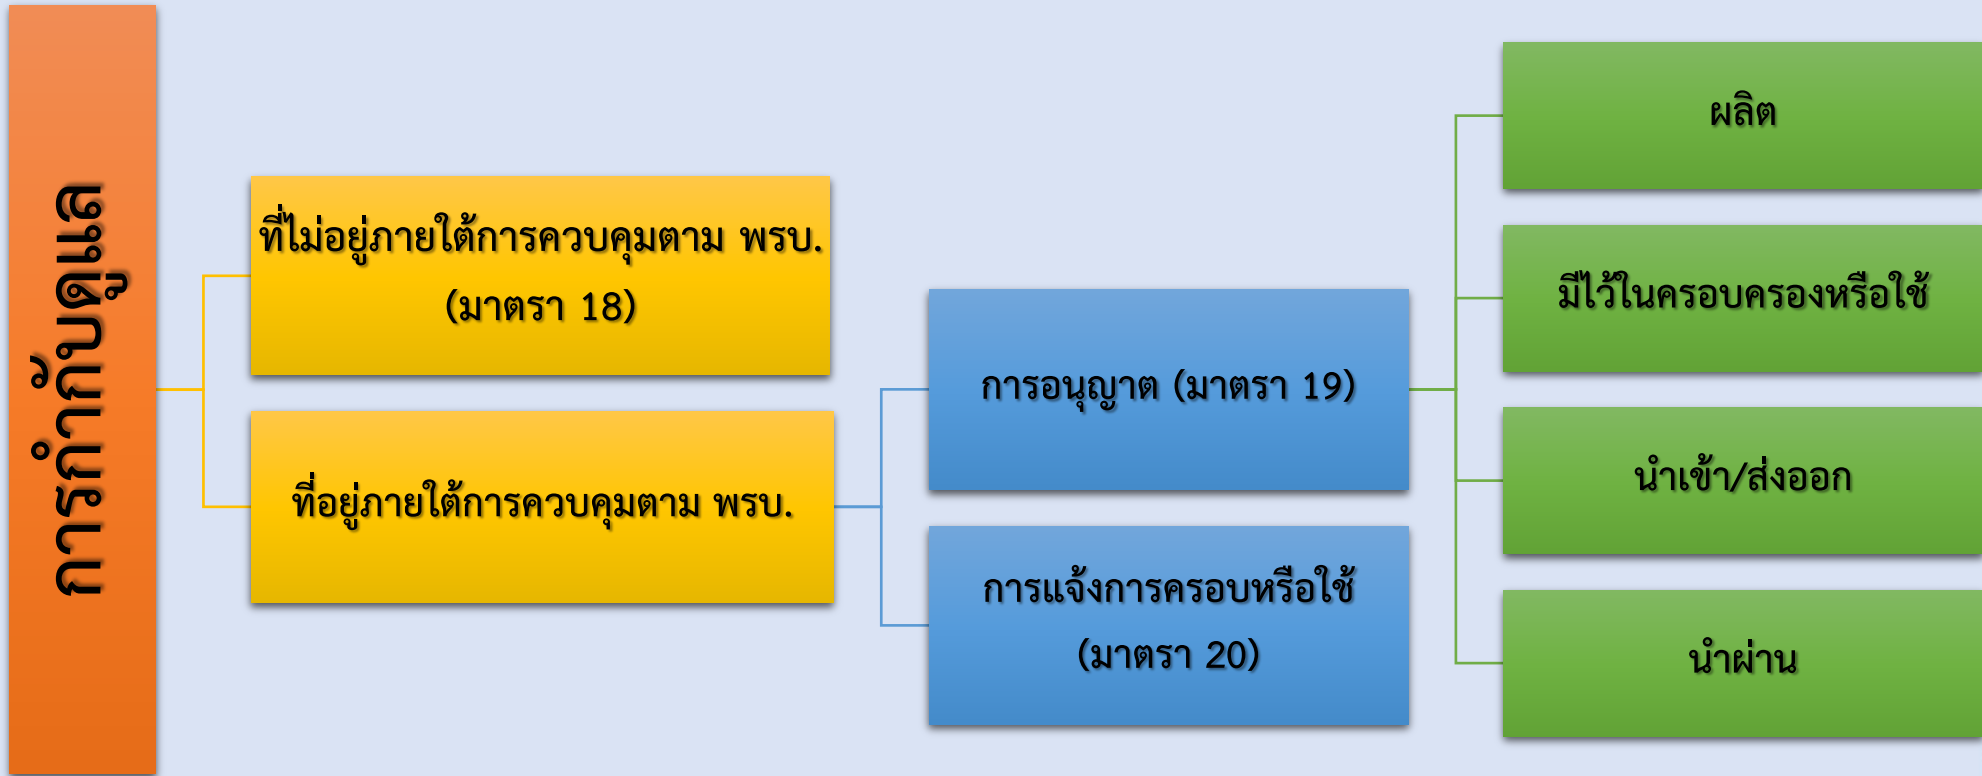 การกำกับดูแล
ที่ไม่อยู่ภายใต้การควบคุมตาม พรบ.
(มาตรา 18)
ที่อยู่ภายใต้การควบคุมตาม พรบ.
การอนุญาต (มาตรา 19)
การแจ้งการครอบหรือใช้
(มาตรา 20)
ผลิต
มีไว้ในครอบครองหรือใช้
นำเข้า/ส่งออก
นำผ่าน